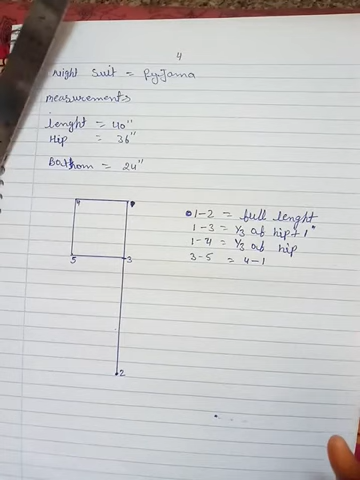 4
Night Suit = Pyjama
Measurements
Lenght = 40"
Hip = 36"
Bottom = 24"
4
1-2 = full lenght
1-3 = 1/3 of hip + 1"
1-4 = 1/3 of hip
3-5 = 4-1
5
3
2